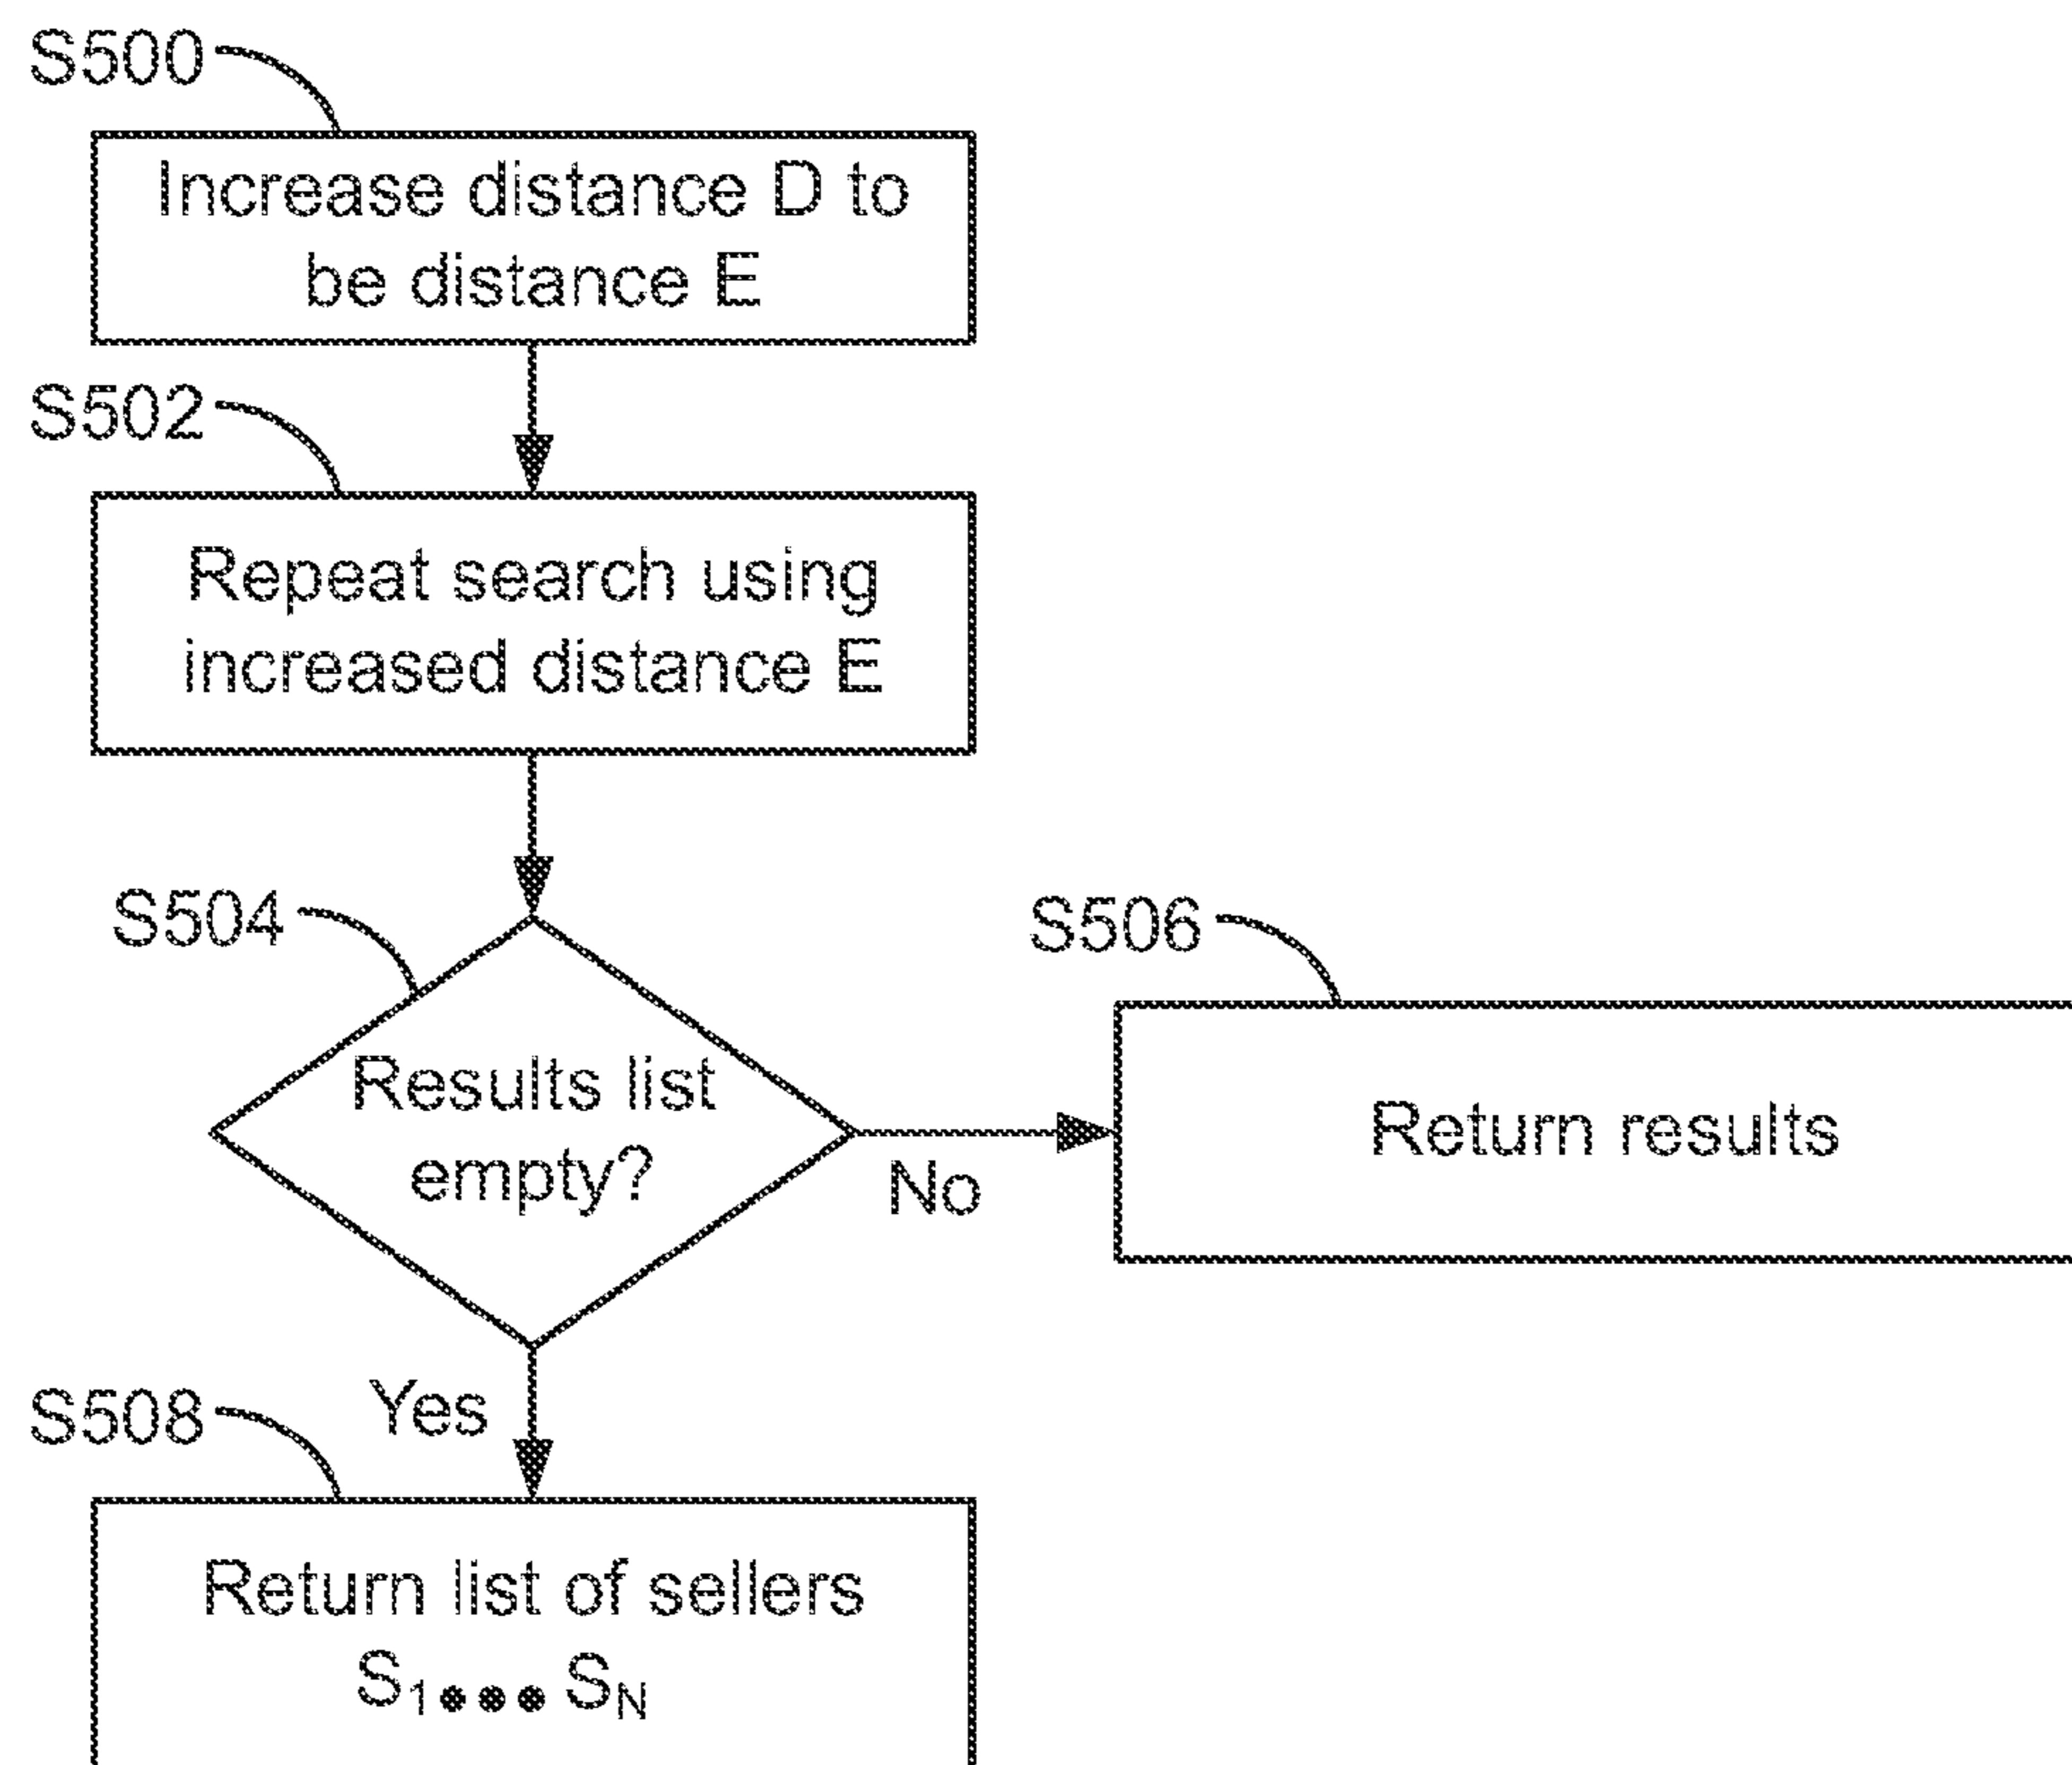 S500
Increase distance D to
be distance E
S502
Repeat search using
increased distance E
S504
Results list
empty?
No
S506
Return results
Yes
S508
Return list of sellers
S₁●●● S_N